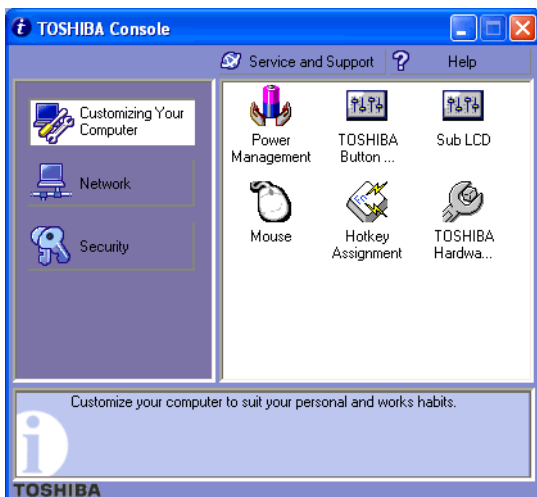 TOSHIBA Console
Service and Support
?
Help
Customizing Your
Computer
Network
Security
Power
Management
TOSHIBA
Button ...
Sub LCD
Mouse
Fn
Hotkey
Assignment
TOSHIBA
Hardwa...
Customize your computer to suit your personal and works habits.
i
TOSHIBA